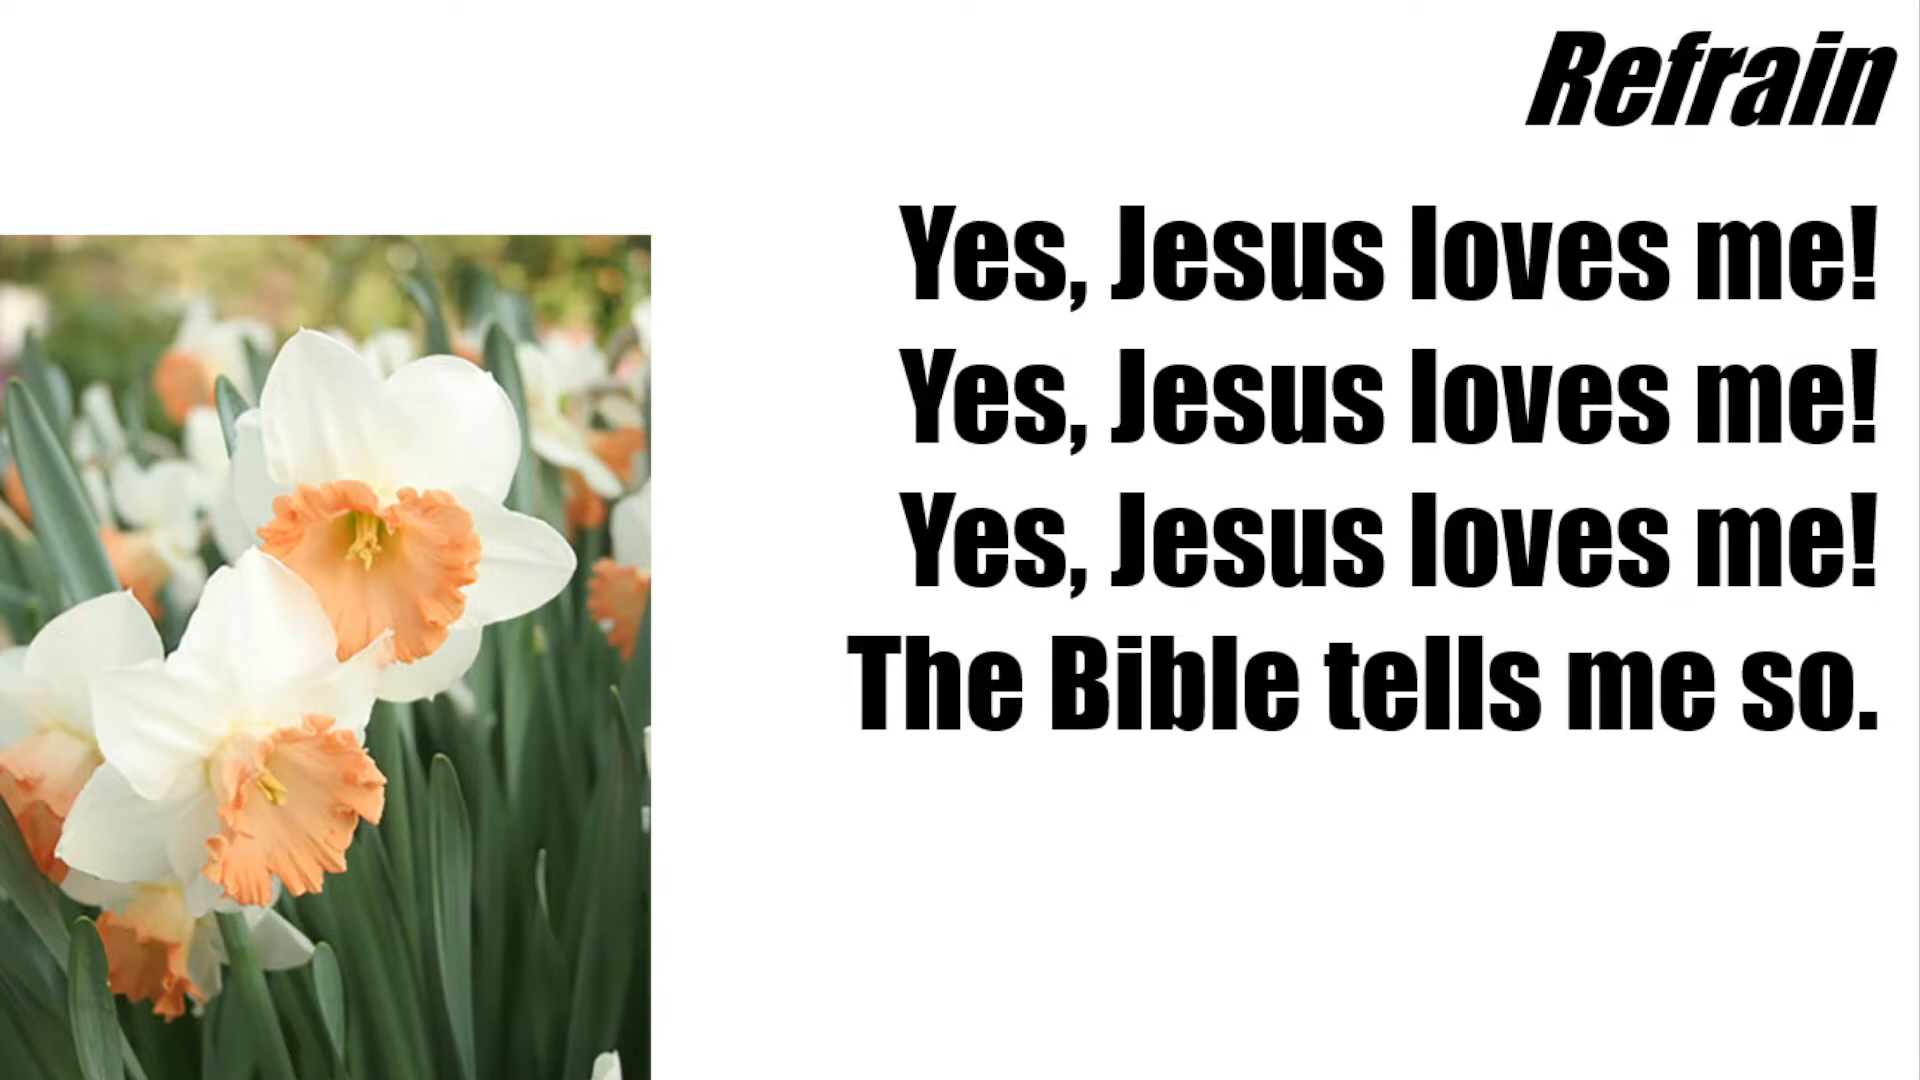 Refrain
Yes, Jesus loves me!
Yes, Jesus loves me!
Yes, Jesus loves me!
The Bible tells me so.